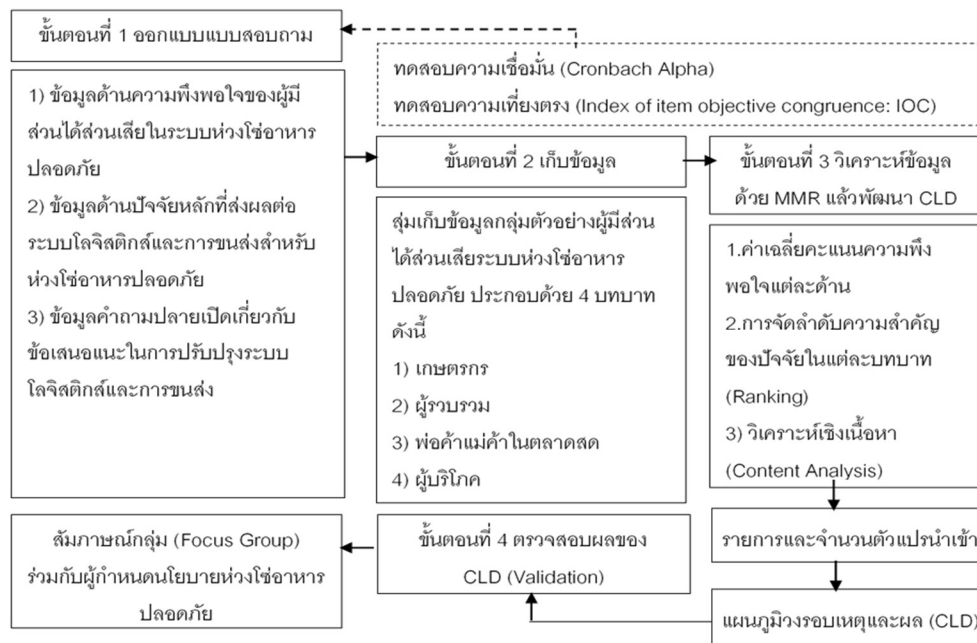 ขั้นตอนที่ 1 ออกแบบแบบสอบถาม
ทดสอบความเชื่อมั่น (Cronbach Alpha)
ทดสอบความเที่ยงตรง (Index of item objective congruence: IOC)
1) ข้อมูลด้านความพึงพอใจของผู้มี
ส่วนได้ส่วนเสียในระบบห่วงโซ่อาหาร
ปลอดภัย
2) ข้อมูลด้านปัจจัยหลักที่ส่งผลต่อ
ระบบโลจิสติกส์และการขนส่งสำหรับ
ห่วงโซ่อาหารปลอดภัย
3) ข้อมูลคำถามปลายเปิดเกี่ยวกับ
ข้อเสนอแนะในการปรับปรุงระบบ
โลจิสติกส์และการขนส่ง
ขั้นตอนที่ 2 เก็บข้อมูล
สุ่มเก็บข้อมูลกลุ่มตัวอย่างผู้มีส่วน
ได้ส่วนเสียระบบห่วงโซ่อาหาร
ปลอดภัย ประกอบด้วย 4 บทบาท
ดังนี้
1) เกษตรกร
2) ผู้รวบรวม
3) พ่อค้าแม่ค้าในตลาดสด
4) ผู้บริโภค
ขั้นตอนที่ 3 วิเคราะห์ข้อมูล
ด้วย MMR แล้วพัฒนา CLD
1.ค่าเฉลี่ยคะแนนความพึง
พอใจแต่ละด้าน
2.การจัดลำดับความสำคัญ
ของปัจจัยในแต่ละบทบาท
(Ranking)
3) วิเคราะห์เชิงเนื้อหา
(Content Analysis)
รายการและจำนวนตัวแปรนำเข้า
แผนภูมิวงรอบเหตุและผล (CLD)
ขั้นตอนที่ 4 ตรวจสอบผลของ
CLD (Validation)
สัมภาษณ์กลุ่ม (Focus Group)
ร่วมกับผู้กำหนดนโยบายห่วงโซ่อาหาร
ปลอดภัย